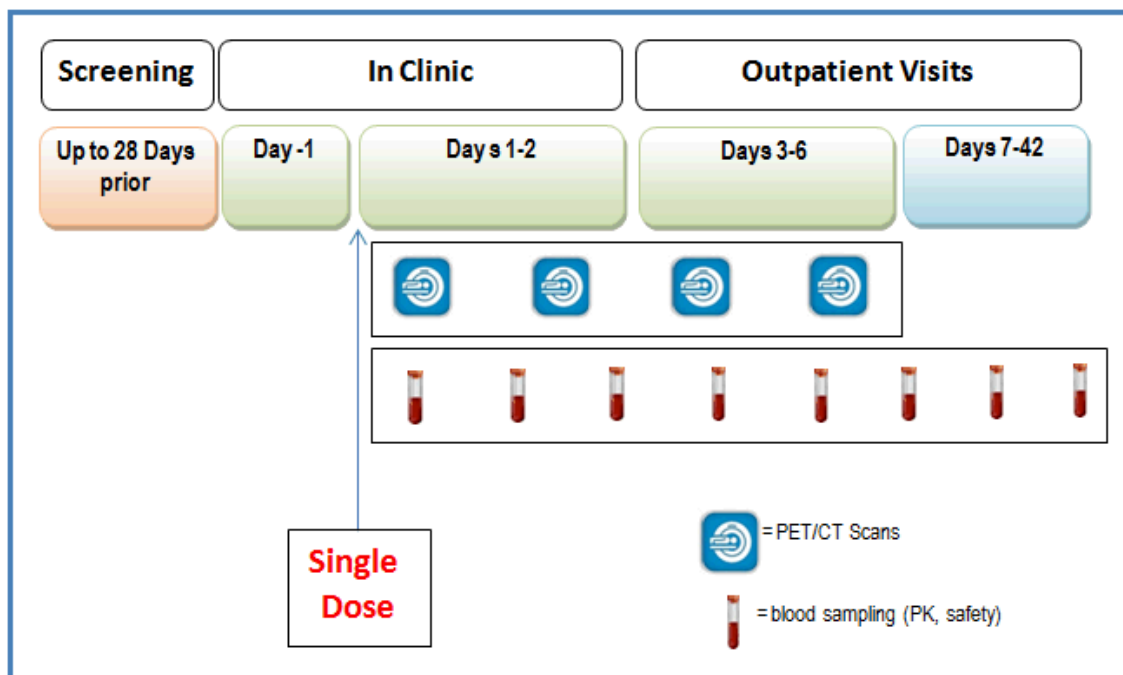 Screening
In Clinic
Outpatient Visits
Up to 28 Days
prior
Day -1
Days 1-2
Days 3-6
Days 7-42
Single
Dose
= PET/CT Scans
= blood sampling (PK, safety)